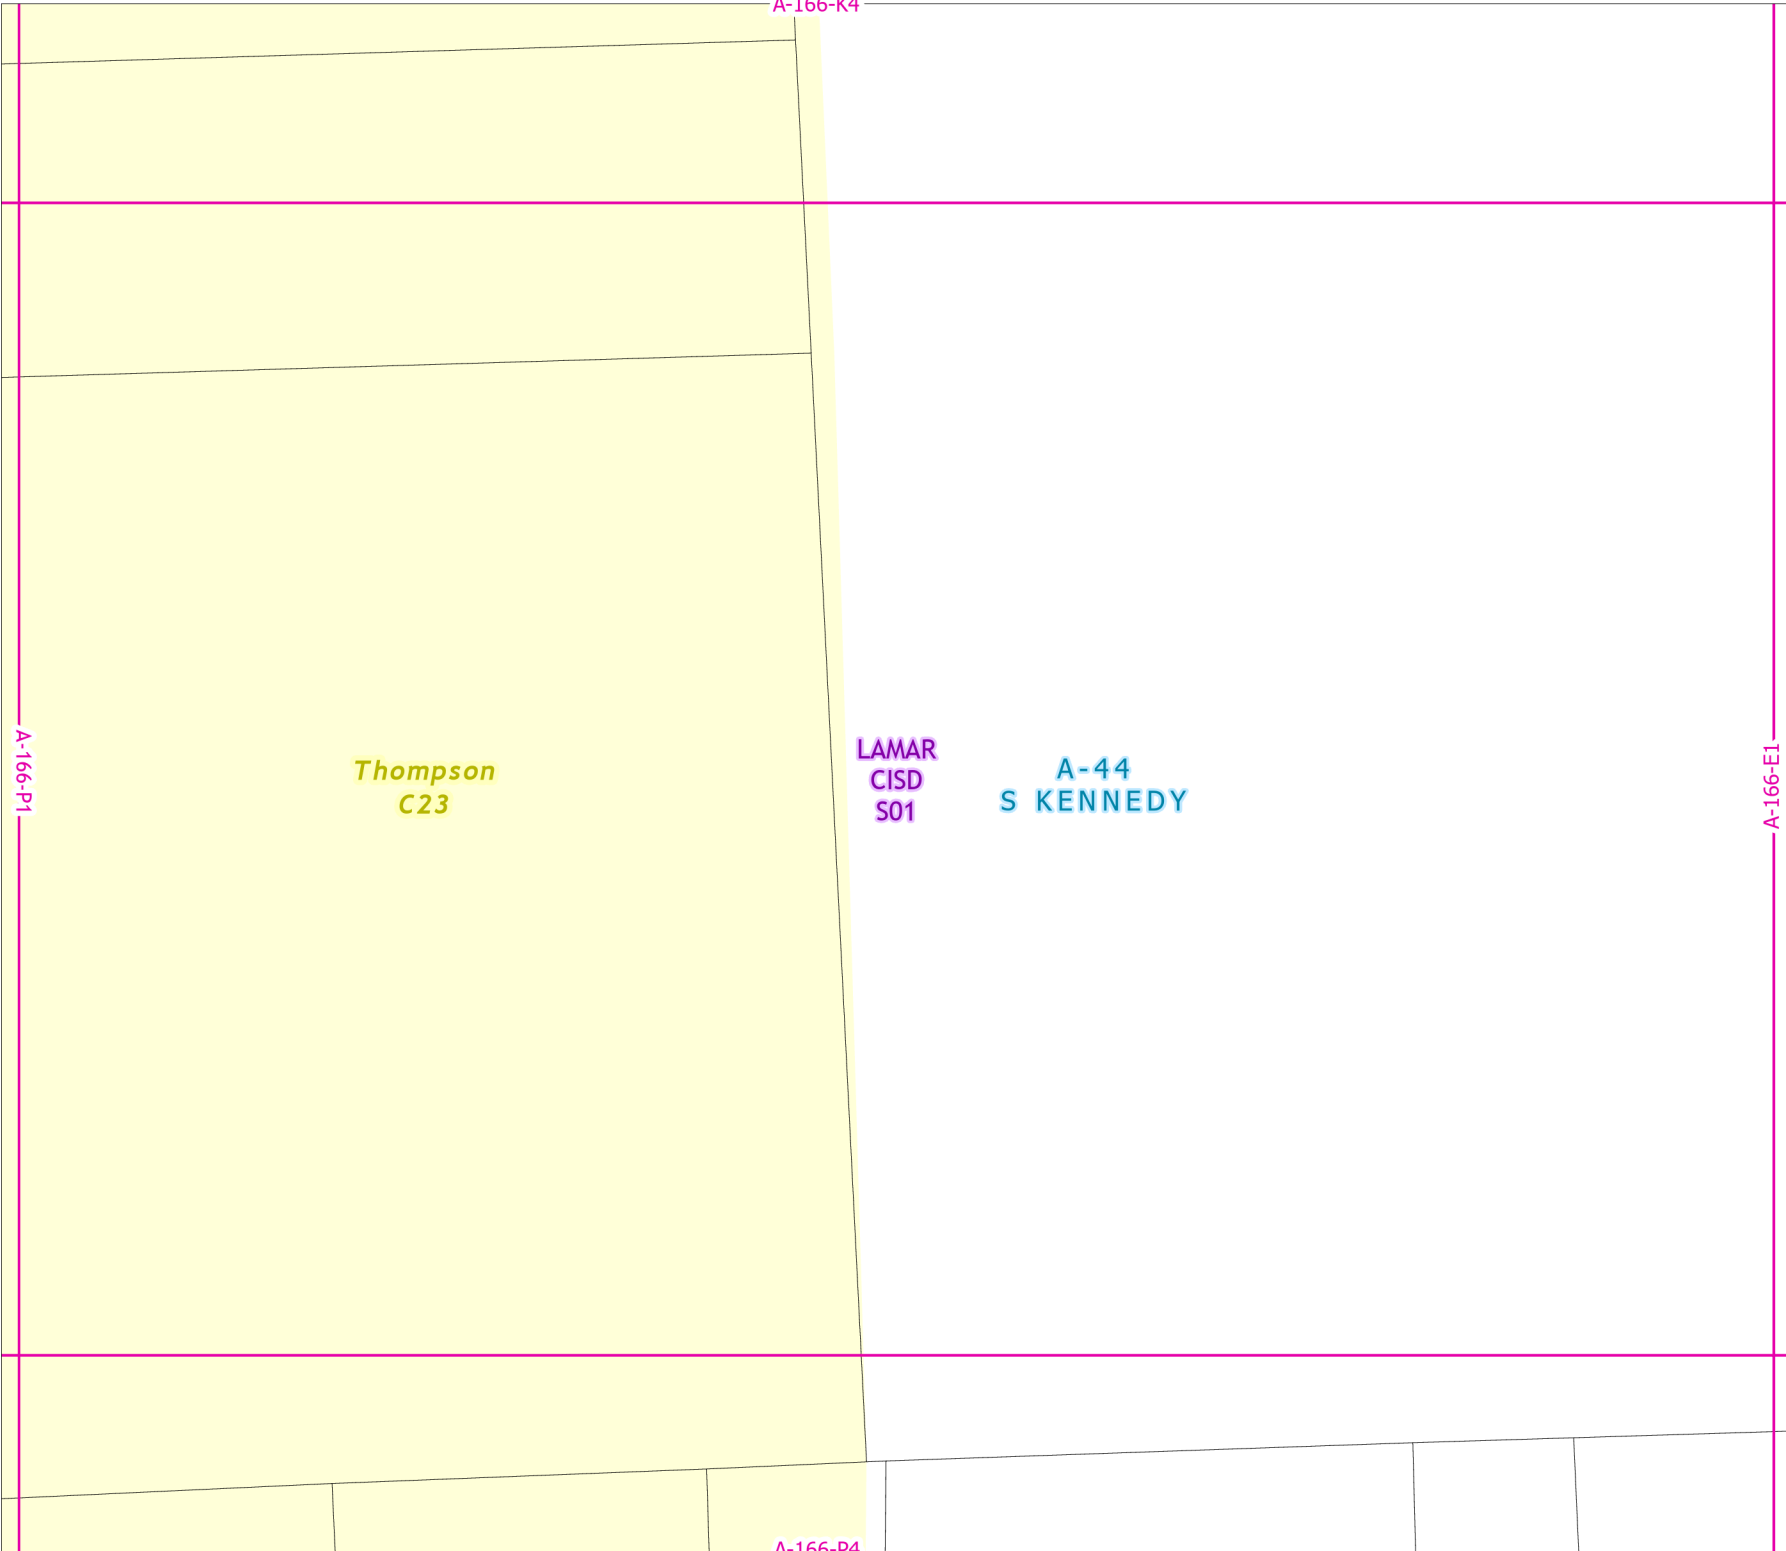 A-166-K4
A-166-P1
Thompson
C23
LAMAR
CISD
S01
A-44
S KENNEDY
A-166-E1
A-166-P4